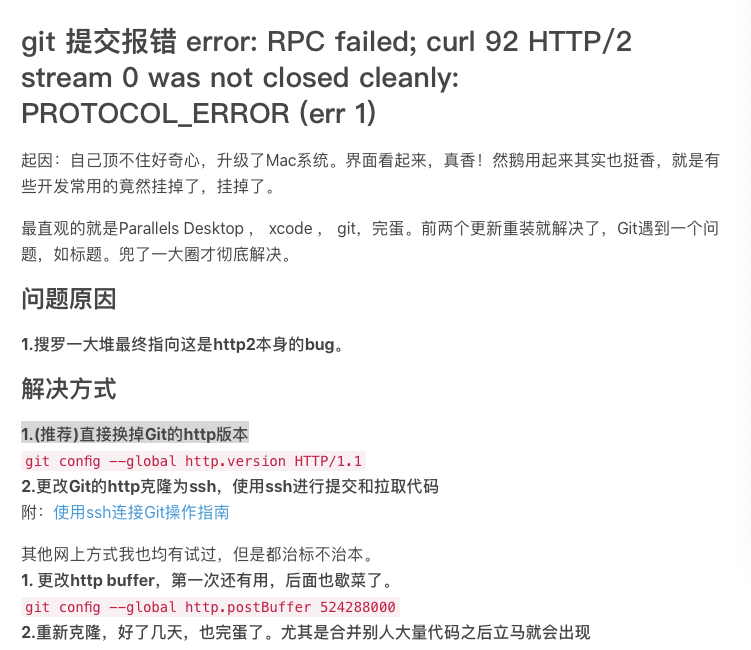 git 提交报错 error: RPC failed; curl 92 HTTP/2
stream 0 was not closed cleanly:
PROTOCOL_ERROR (err 1)
起因：自己顶不住好奇心，升级了Mac系统。界面看起来，真香！然鹅用起来其实也挺香，就是有
些开发常用的竟然挂掉了，挂掉了。
最直观的就是Parallels Desktop ， xcode ， git，完蛋。前两个更新重装就解决了，Git遇到一个问
题，如标题。兜了一大圈才彻底解决。
问题原因
1.搜罗一大堆最终指向这是http2本身的bug。
解决方式
1.(推荐)直接换掉Git的http版本
git config --global http.version HTTP/1.1
2.更改Git的http克隆为ssh，使用ssh进行提交和拉取代码
附：使用ssh连接Git操作指南
其他网上方式我也均有试过，但是都治标不治本。
1. 更改http buffer，第一次还有用，后面也歇菜了。
git config --global http.postBuffer 524288000
2.重新克隆，好了几天，也完蛋了。尤其是合并别人大量代码之后立马就会出现